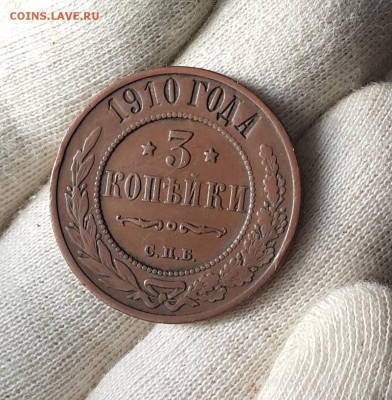 COINS.LAVE.RU
1910 ГОДА
3
КОПѢЙКИ
С.П.Б.